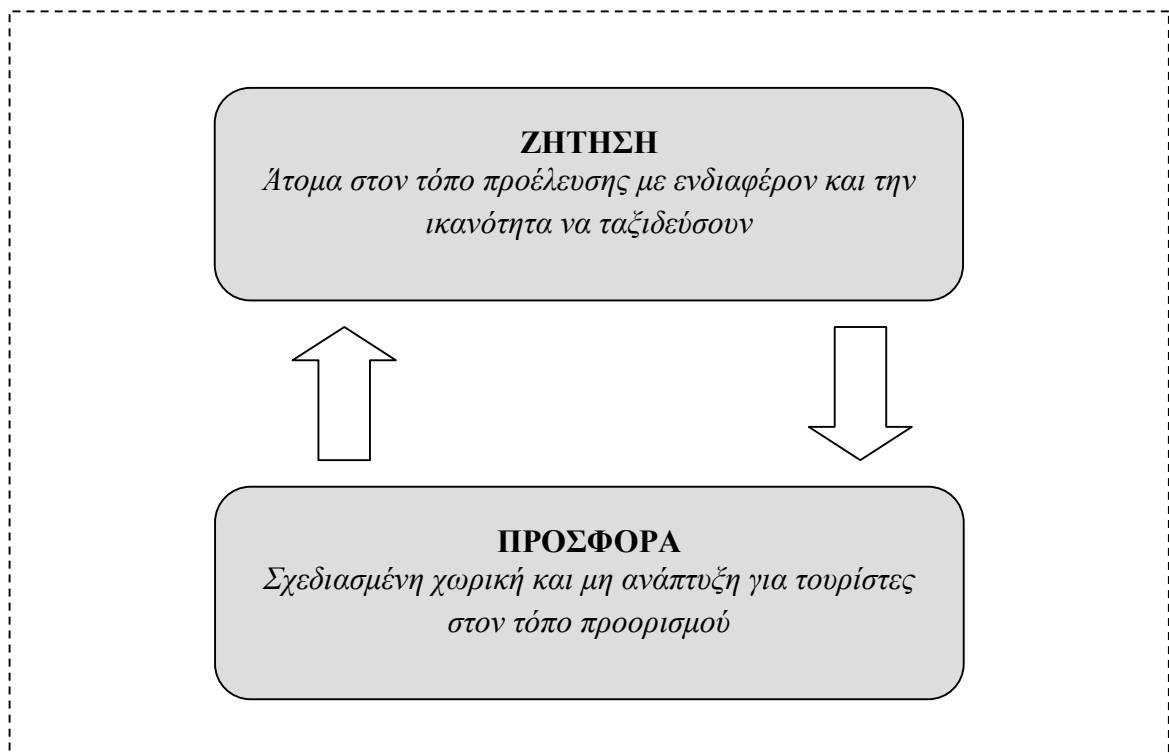 ΖΗΤΗΣΗ
Άτομα στον τόπο προέλευσης με ενδιαφέρον και την
ικανότητα να ταξιδεύσουν
ΠΡΟΣΦΟΡΑ
Σχεδιασμένη χωρική και μη ανάπτυξη για τουρίστες
στον τόπο προορισμού